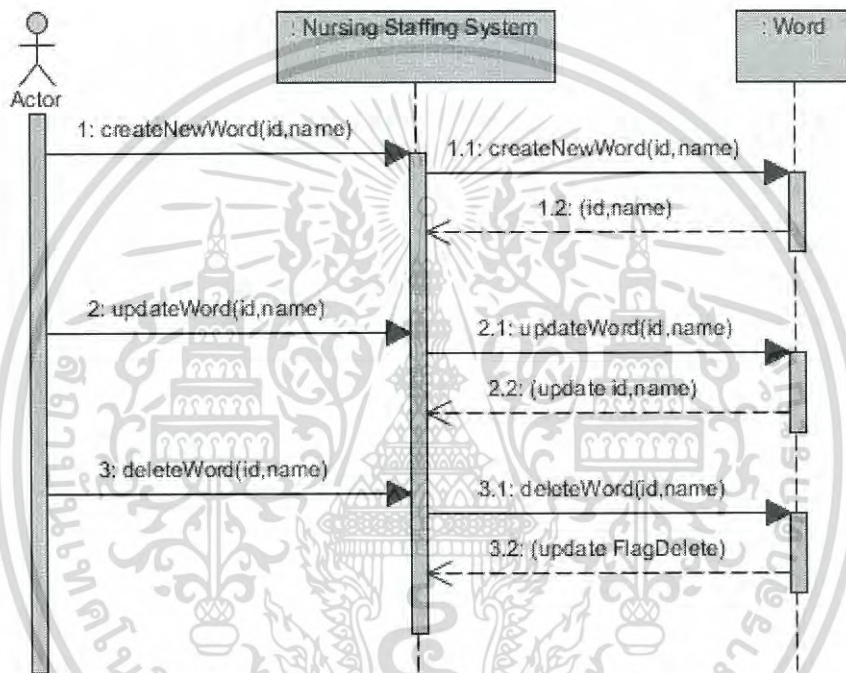 : Nursing Staffing System
: Word
Actor
1: createNewWord(id,name)
1.1: createNewWord(id,name)
1.2: (id,name)
2: updateWord(id,name)
2.1: updateWord(id,name)
2.2: (update id,name)
3: deleteWord(id,name)
3.1: deleteWord(id,name)
3.2: (update FlagDelete)